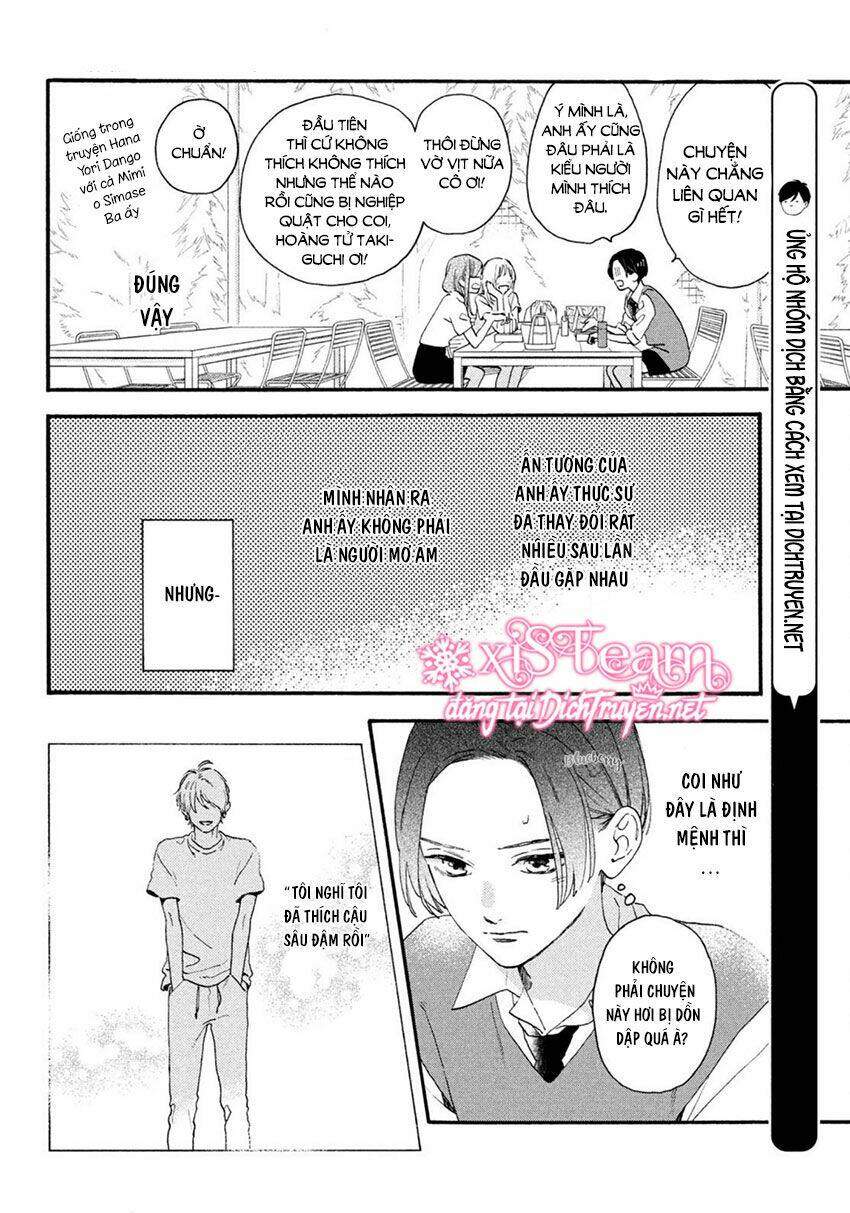 CHUYỆN
NÀY CHẲNG
LIÊN QUAN
GÌ HẾT!
Ý MÌNH LÀ,
ANH ẤY CŨNG
ĐÂU PHẢI LÀ
KIỂU NGƯỜI
MÌNH THÍCH
ĐÂU.
THÔI ĐỪNG
VỜ VỊT NỮA
CÔ ƠI!
ĐẦU TIÊN
THÌ CỨ KHÔNG
THÍCH KHÔNG THÍCH
NHƯNG THẾ NÀO
RỒI CŨNG BỊ NGHIỆP
QUẬT CHO COI,
HOÀNG TỬ TAKI-
GUCHI ƠI!
Ờ
CHUẨN!
Giống trong
truyện Hana
Yori Dango
với cả Mimi
o Simase
Ba ấy
ĐÚNG
VẬY
ẤN TƯỢNG CỦA
ANH ẤY THỰC SỰ
ĐÃ THAY ĐỔI RẤT
NHIỀU SAU LẦN
ĐẦU GẶP NHAU
MÌNH NHẬN RA
ANH ẤY KHÔNG PHẢI
LÀ NGƯỜI MỜ ÁM
NHƯNG-
xiSTeam
đăng tại DichTruyen.net
COI NHƯ
ĐÂY LÀ ĐỊNH
MỆNH THÌ
...
Blueberry
KHÔNG
PHẢI CHUYỆN
NÀY HƠI BỊ DỒN
DẬP QUÁ À?
"TÔI NGHĨ TÔI
ĐÃ THÍCH CẬU
SÂU ĐẬM RỒI"
ỦNG HỘ NHÓM DỊCH BẰNG CÁCH XEM TẠI DICHTRUYEN.NET